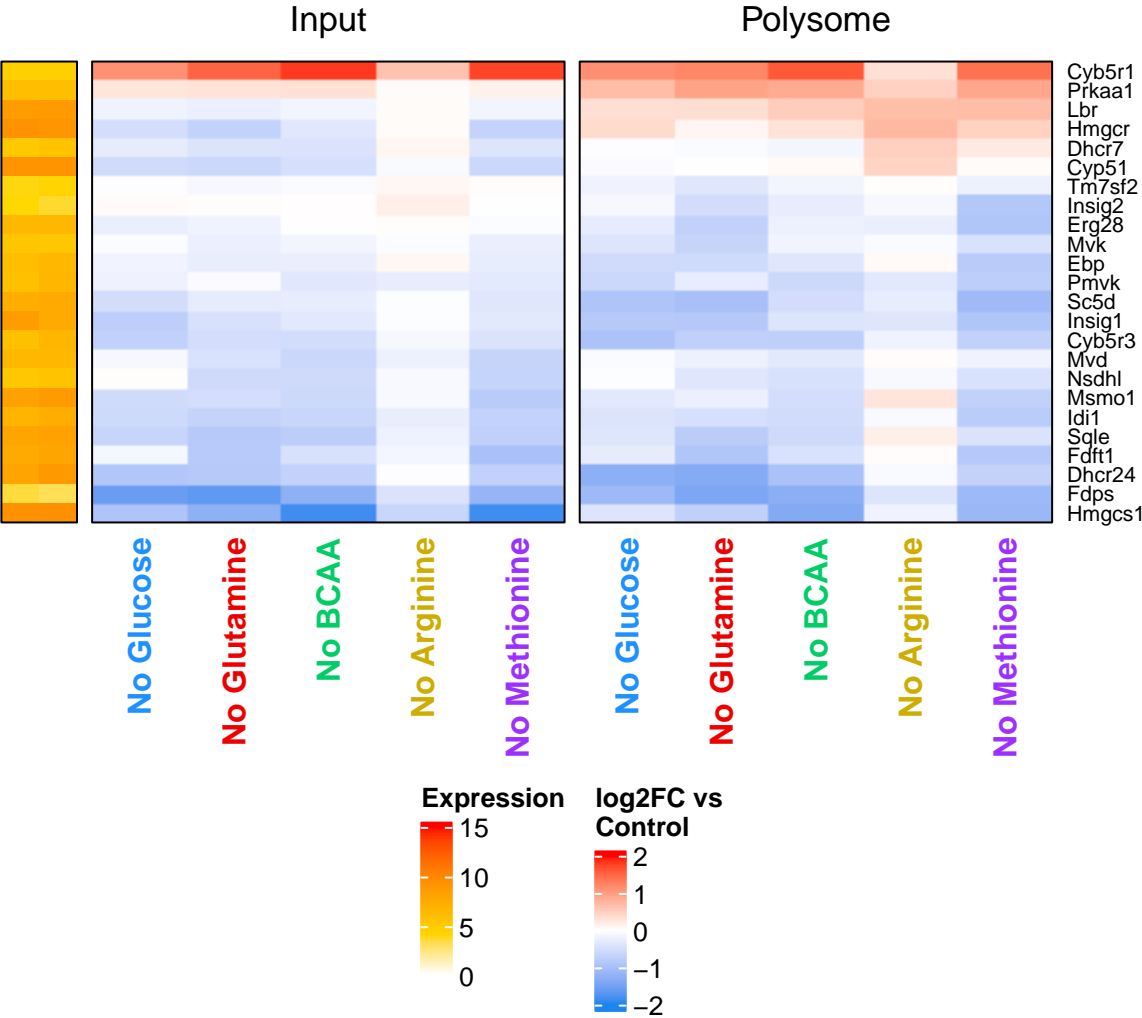 Input
Polysome
Cyb5r1
Prkaa1
Lbr
Hmgcr
Dhcr7
Cyp51
Tm7sf2
Insig2
Erg28
Mvk
Ebp
Pmvk
Sc5d
Insig1
Cyb5r3
Mvd
Nsdhl
Msmo1
Idi1
Sqle
Fdft1
Dhcr24
Fdps
Hmgcs1
No Glucose
No Glutamine
No BCAA
No Arginine
No Methionine
No Glucose
No Glutamine
No BCAA
No Arginine
No Methionine
Expression
15
10
5
0
log2FC vs
Control
2
1
0
−1
−2